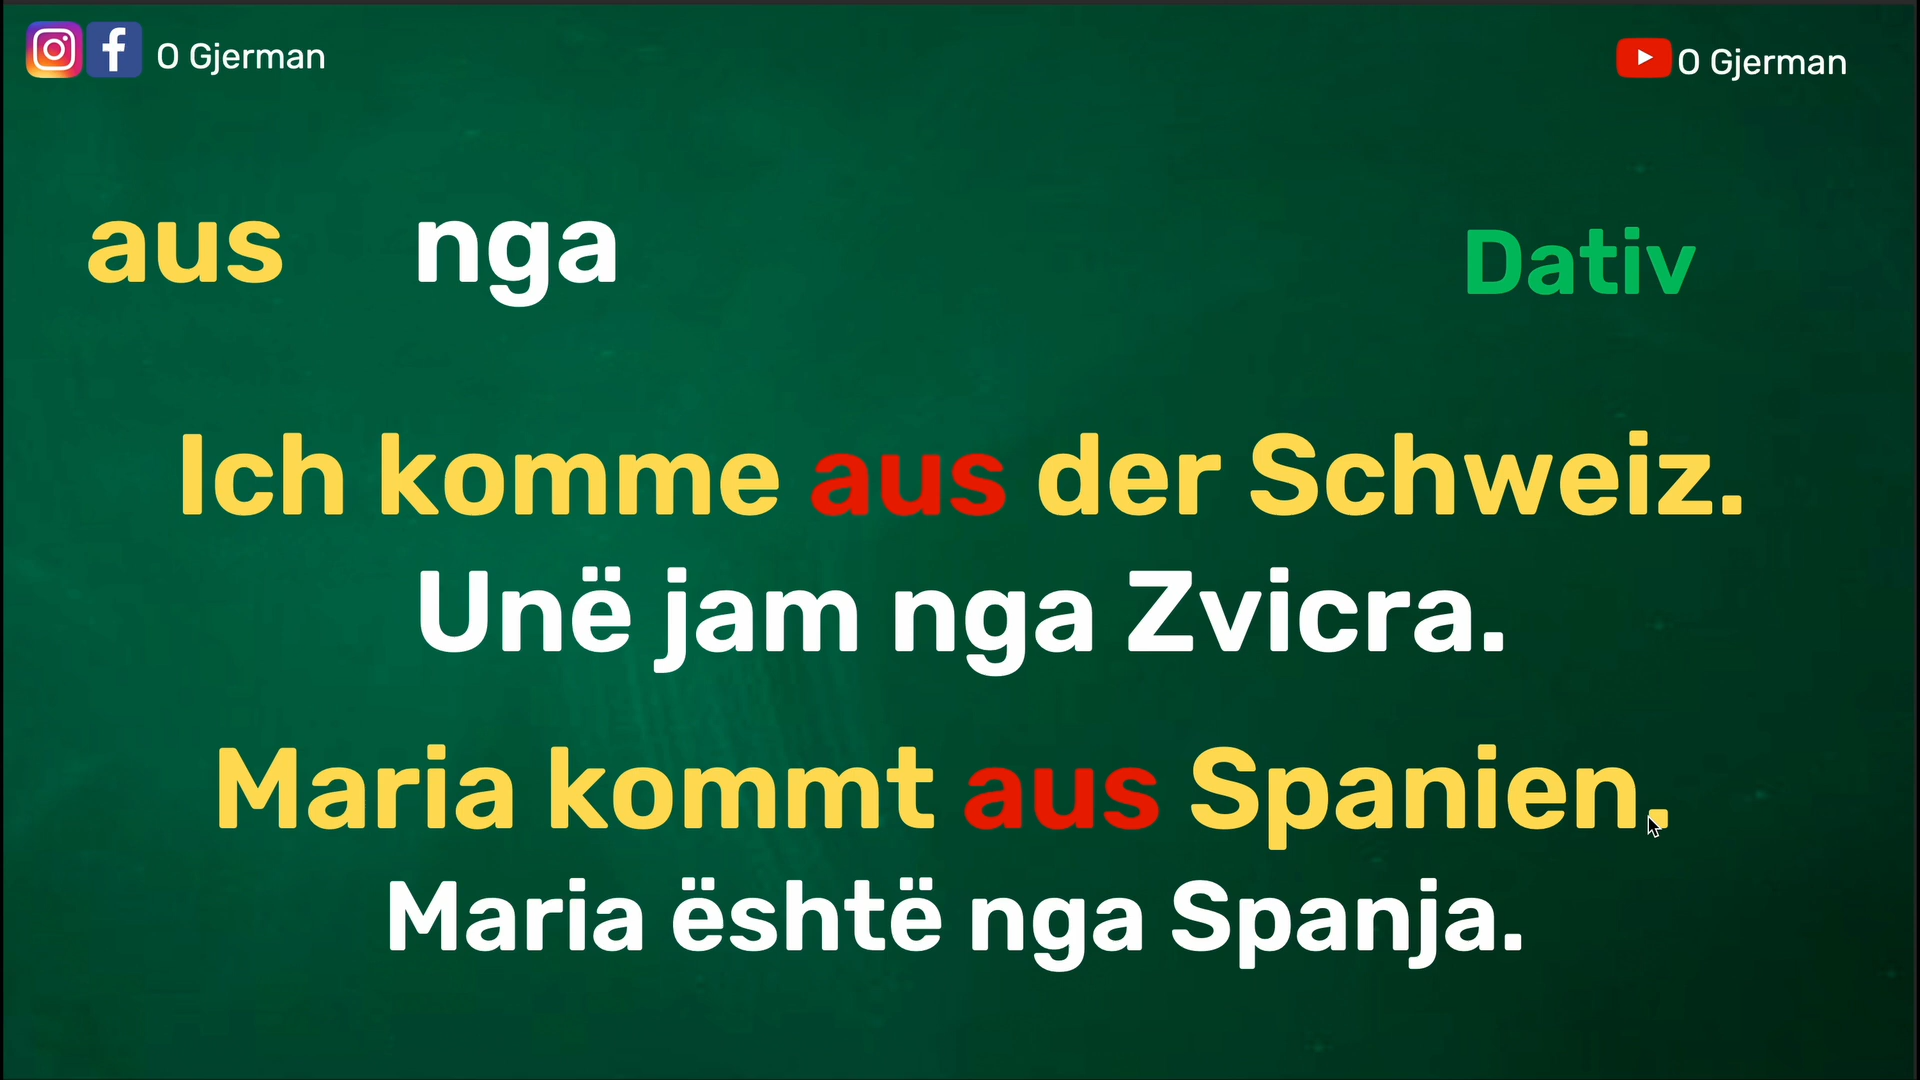 O Gjerman
O Gjerman
aus nga Dativ
Ich komme aus der Schweiz.
Unë jam nga Zvicra.
Maria kommt aus Spanien.
Maria është nga Spanja.